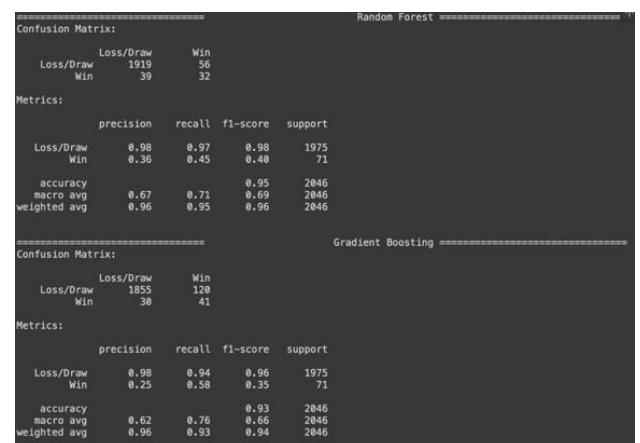 ================================ Random Forest ================================
Confusion Matrix:
Loss/Draw Win
Loss/Draw 1919 56
Win 39 32
Metrics:
precision recall f1-score support
Loss/Draw 0.98 0.97 0.98 1975
Win 0.36 0.45 0.40 71
accuracy 0.95 2046
macro avg 0.67 0.71 0.69 2046
weighted avg 0.96 0.95 0.96 2046
================================ Gradient Boosting ================================
Confusion Matrix:
Loss/Draw Win
Loss/Draw 1855 120
Win 30 41
Metrics:
precision recall f1-score support
Loss/Draw 0.98 0.94 0.96 1975
Win 0.25 0.58 0.35 71
accuracy 0.93 2046
macro avg 0.62 0.76 0.66 2046
weighted avg 0.96 0.93 0.94 2046